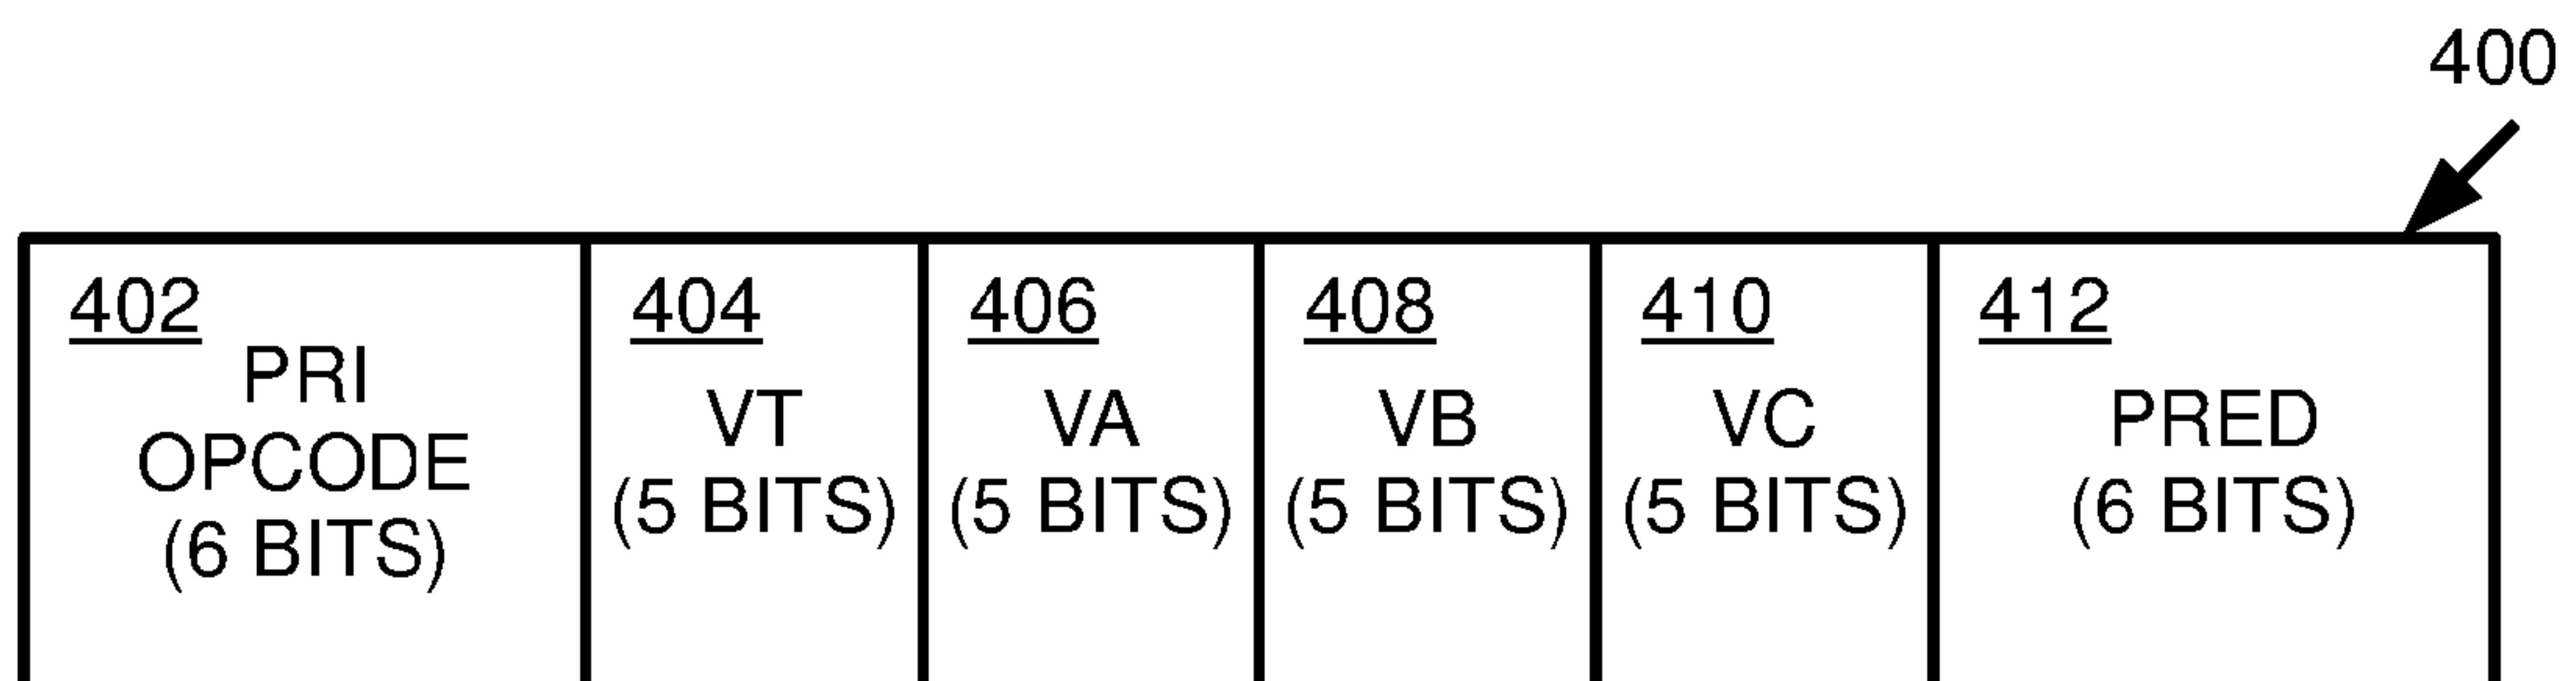 400
402
PRI
OPCODE
(6 BITS)
404
VT
(5 BITS)
406
VA
(5 BITS)
408
VB
(5 BITS)
410
VC
(5 BITS)
412
PRED
(6 BITS)